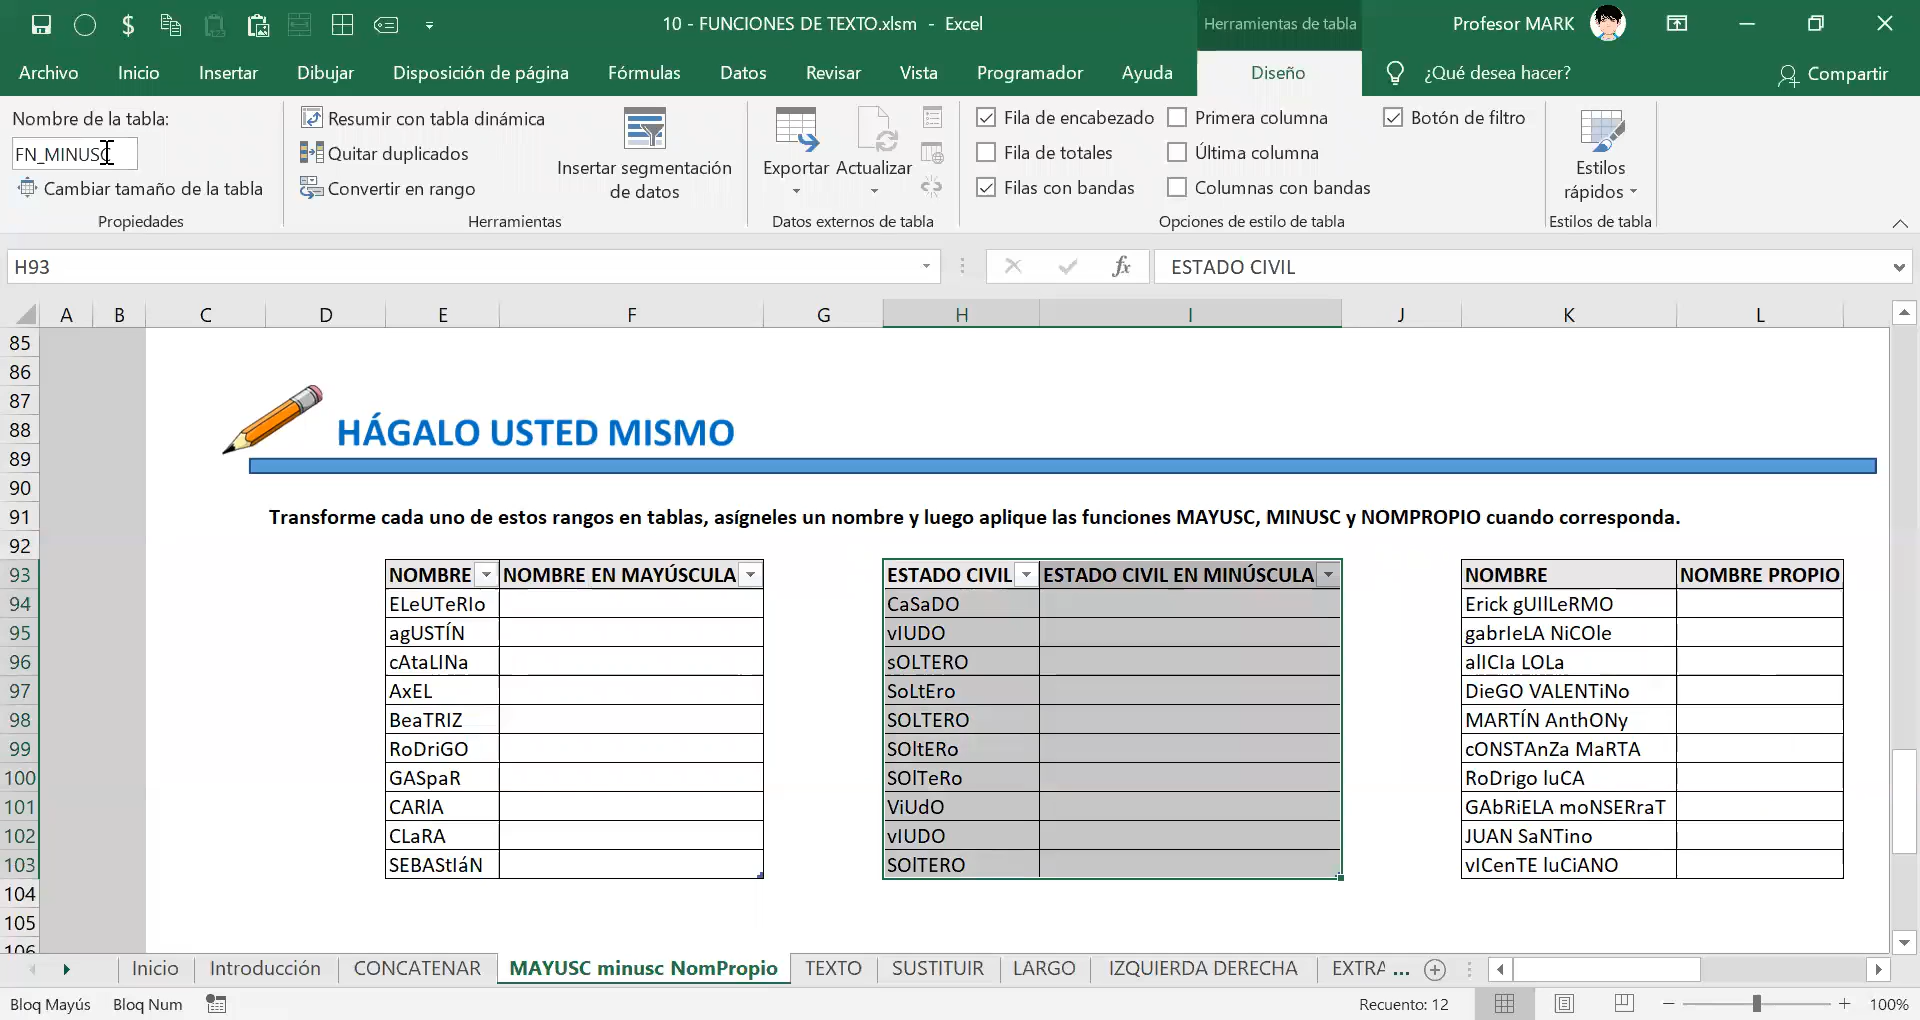 10 - FUNCIONES DE TEXTO.xlsm - Excel
Herramientas de tabla
Profesor MARK
Archivo Inicio Insertar Dibujar Disposición de página Fórmulas Datos Revisar Vista Programador Ayuda Diseño ¿Qué desea hacer? Compartir
Nombre de la tabla:
FN_MINUSC
Cambiar tamaño de la tabla
Propiedades
Resumir con tabla dinámica
Quitar duplicados
Convertir en rango
Insertar segmentación
de datos
Herramientas
Exportar Actualizar
Datos externos de tabla
Fila de encabezado Primera columna Botón de filtro
Fila de totales Última columna
Filas con bandas Columnas con bandas
Opciones de estilo de tabla
Estilos
rápidos
Estilos de tabla
H93 fx ESTADO CIVIL
A B C D E F G H I J K L
85
86
87
88 HÁGALO USTED MISMO
89
90
91 Transforme cada uno de estos rangos en tablas, asígneles un nombre y luego aplique las funciones MAYUSC, MINUSC y NOMPROPIO cuando corresponda.
92
93 NOMBRE NOMBRE EN MAYÚSCULA ESTADO CIVIL ESTADO CIVIL EN MINÚSCULA NOMBRE NOMBRE PROPIO
94 ELeUTeRIo CaSaDO Erick gUIlLeRMO
95 agUSTÍN vIUDO gabrIeLA NiCOle
96 cAtaLINa sOLTERO alICIa LOLa
97 AxEL SoLtEro DieGO VALENTiNo
98 BeaTRIZ SOLTERO MARTÍN AnthONy
99 RoDriGO SOltERo cONSTAnZa MaRTA
100 GASpaR SOlTeRo RoDrigo luCA
101 CARlA ViUdO GAbRiELA moNSERraT
102 CLaRA vIUDO JUAN SaNTino
103 SEBAStIáN SOlTERO vICenTE luCiANO
104
105
106
Inicio Introducción CONCATENAR MAYUSC minusc NomPropio TEXTO SUSTITUIR LARGO IZQUIERDA DERECHA EXTRA ...
Bloq Mayús Bloq Num Recuento: 12 100%